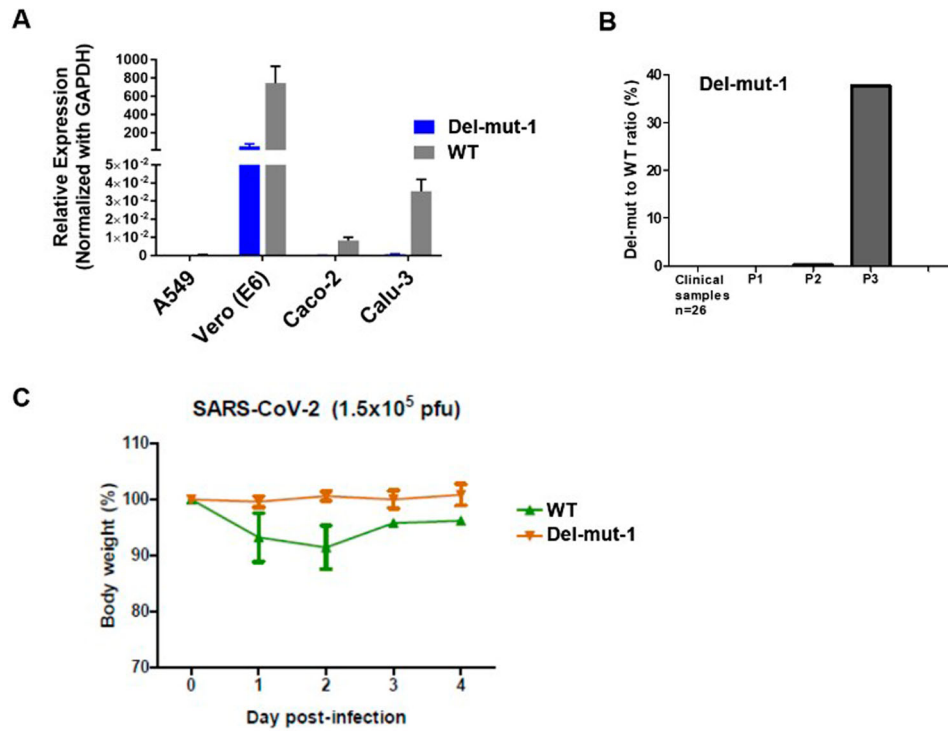 A
Relative Expression
(Normalized with GAPDH)
1000
800
600
400
200
5×10⁻²
4×10⁻²
3×10⁻²
2×10⁻²
1×10⁻²
0
A549
Vero (E6)
Caco-2
Calu-3
Del-mut-1
WT
B
Del-mut-1
Del-mut to WT ratio (%)
40
30
20
10
0
Clinical
samples
n=26
P1
P2
P3
C
SARS-CoV-2 (1.5x10⁵ pfu)
Body weight (%)
110
100
90
80
70
0 1 2 3 4
Day post-infection
WT
Del-mut-1